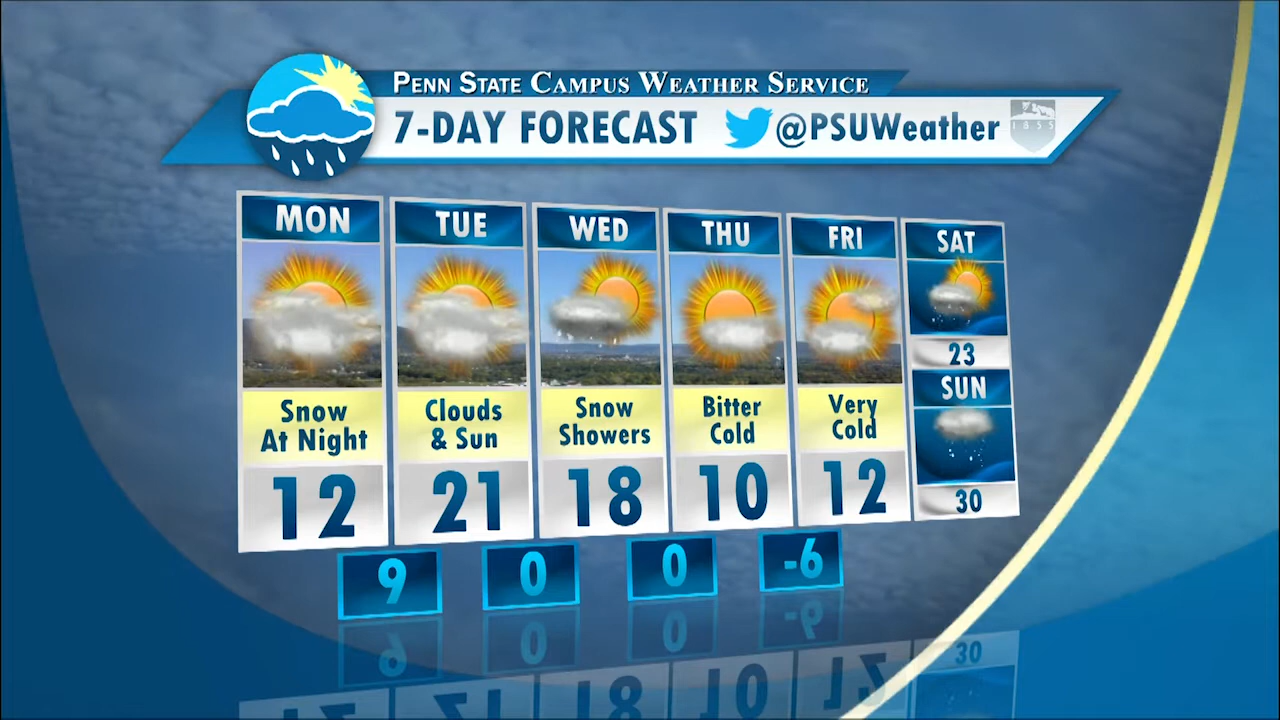 PENN STATE CAMPUS WEATHER SERVICE
7-DAY FORECAST @PSUWeather
1855
MON
Snow
At Night
12
TUE
Clouds
& Sun
21
WED
Snow
Showers
18
THU
Bitter
Cold
10
FRI
Very
Cold
12
SAT
23
SUN
30
9
0
0
-6